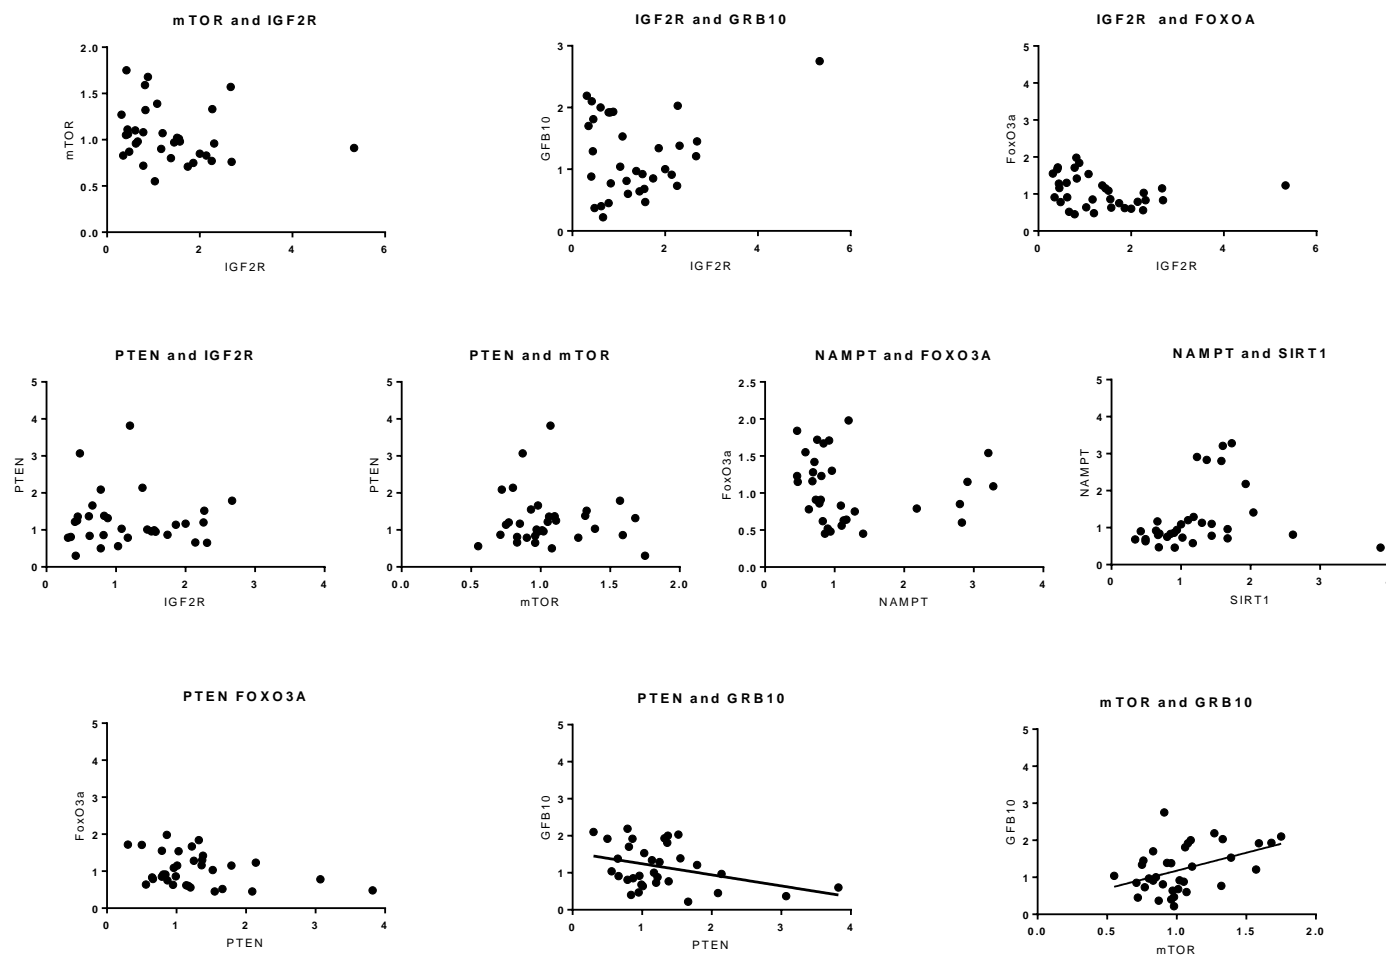 mTOR and IGF2R
2.0
1.5
1.0
0.5
0.0
mTOR
0 2 4 6
IGF2R
IGF2R and GRB10
3
2
1
0
GFB10
0 2 4 6
IGF2R
IGF2R and FOXOA
5
4
3
2
1
0
FoxO3a
0 2 4 6
IGF2R
PTEN and IGF2R
5
4
3
2
1
0
PTEN
0 1 2 3 4
IGF2R
PTEN and mTOR
5
4
3
2
1
0
PTEN
0.0 0.5 1.0 1.5 2.0
mTOR
NAMPT and FOXO3A
2.5
2.0
1.5
1.0
0.5
0.0
FoxO3a
0 1 2 3 4
NAMPT
NAMPT and SIRT1
5
4
3
2
1
0
NAMPT
0 1 2 3
SIRT1
PTEN FOXO3A
5
4
3
2
1
0
FoxO3a
0 1 2 3 4
PTEN
PTEN and GRB10
5
4
3
2
1
0
GFB10
0 1 2 3 4
PTEN
mTOR and GRB10
5
4
3
2
1
0
GFB10
0.0 0.5 1.0 1.5 2.0
mTOR